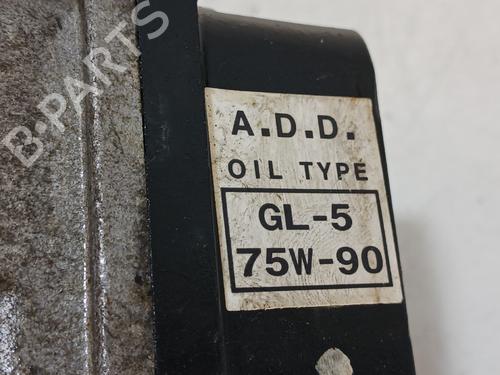 B-PARTS
A.D.D.
OIL TYPE
GL-5
75W-90